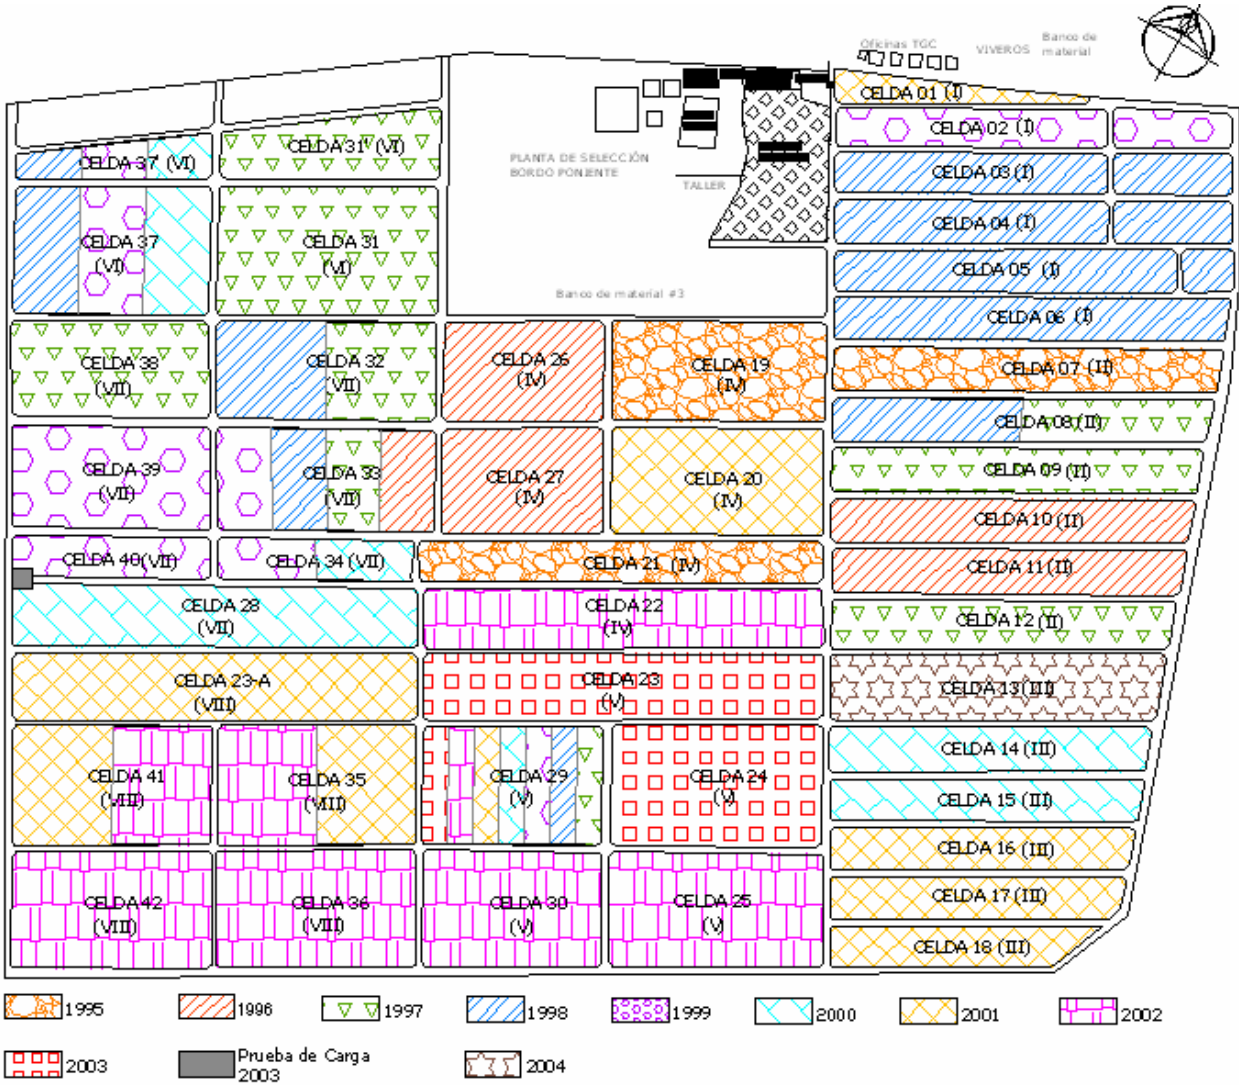 Oficinas TGC
VIVEROS
Banco de
material
CELDA 01 (I)
CELDA 02 (I)
CELDA 37' (VI)
CELDA 31' (VI)
PLANTA DE SELECCIÓN
BORDO PONIENTE
TALLER
CELDA 03 (I)
CELDA 04 (I)
CELDA 37
(VI)
CELDA 31
(VI)
CELDA 05 (I)
Banco de material #3
CELDA 06 (I)
CELDA 38
(VII)
CELDA 32
(VII)
CELDA 26
(IV)
CELDA 19
(IV)
CELDA 07 (II)
CELDA 08 (II)
CELDA 39
(VII)
CELDA 33
(VII)
CELDA 27
(IV)
CELDA 20
(IV)
CELDA 09 (II)
CELDA 10 (II)
CELDA 40(VII)
CELDA 34 (VII)
CELDA 21 (IV)
CELDA 11(II)
CELDA 28
(VII)
CELDA 22
(IV)
CELDA 12 (II)
CELDA 23-A
(VIII)
CELDA 23
(V)
CELDA 13 (III)
CELDA 14 (III)
CELDA 41
(VIII)
CELDA 35
(VIII)
CELDA 29
(V)
CELDA 24
(V)
CELDA 15 (III)
CELDA 16 (III)
CELDA 42
(VIII)
CELDA 36
(VIII)
CELDA 30
(V)
CELDA 25
(V)
CELDA 17 (III)
CELDA 18 (III)
1995
1996
1997
1998
1999
2000
2001
2002
2003
Prueba de Carga
2003
2004